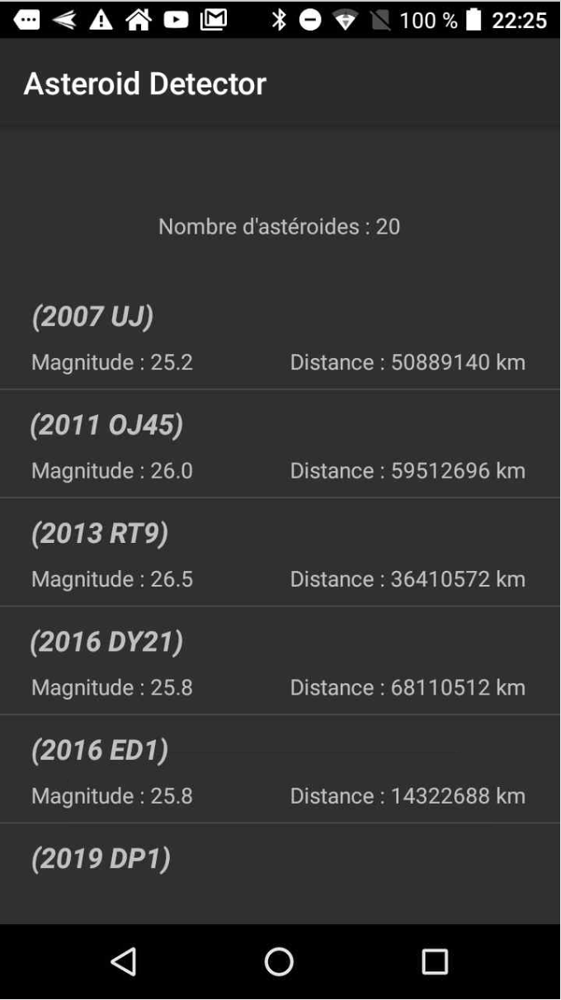 100 % 22:25
Asteroid Detector
Nombre d'astéroides : 20
(2007 UJ)
Magnitude : 25.2 Distance : 50889140 km
(2011 OJ45)
Magnitude : 26.0 Distance : 59512696 km
(2013 RT9)
Magnitude : 26.5 Distance : 36410572 km
(2016 DY21)
Magnitude : 25.8 Distance : 68110512 km
(2016 ED1)
Magnitude : 25.8 Distance : 14322688 km
(2019 DP1)